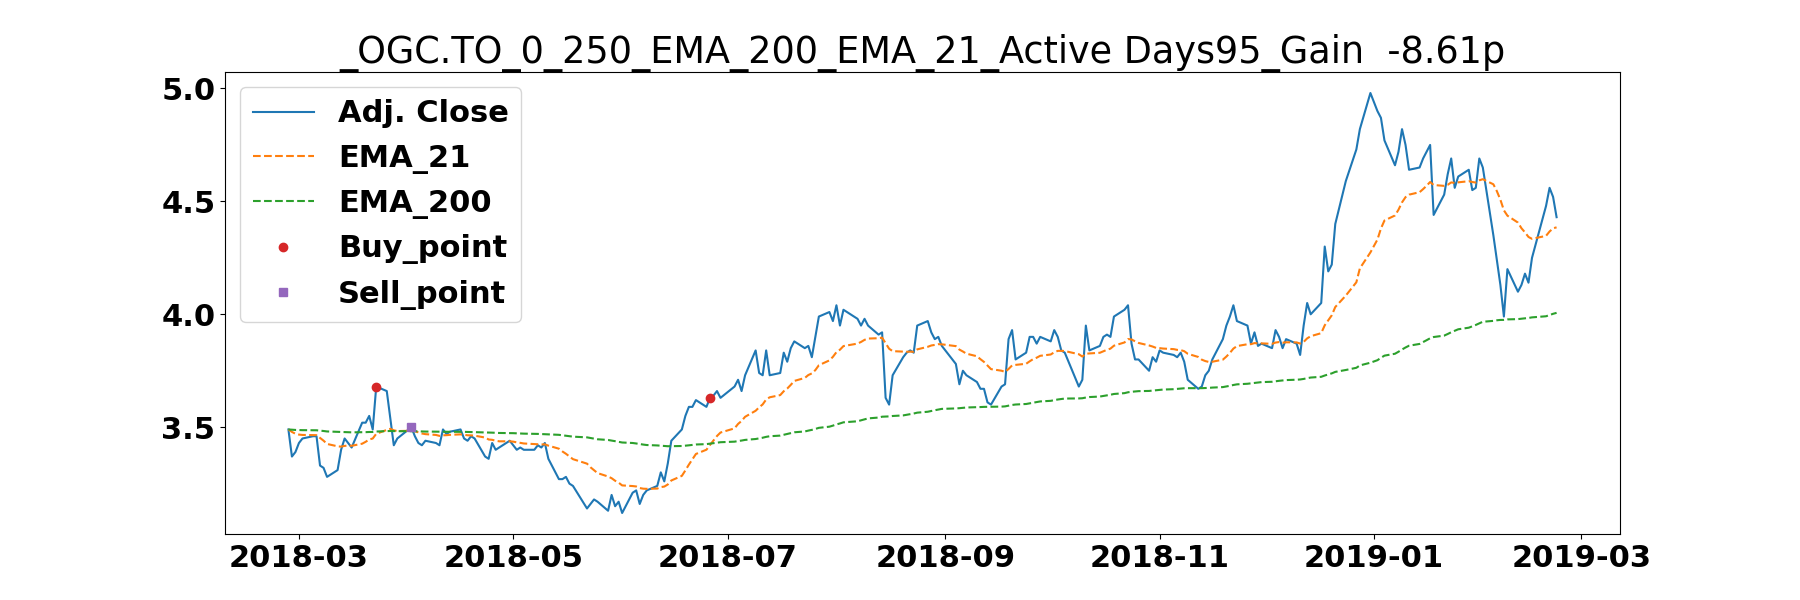 _OGC.TO_0_250_EMA_200_EMA_21_Active Days95_Gain  -8.61p
5.0
4.5
4.0
3.5
Adj. Close
EMA_21
EMA_200
Buy_point
Sell_point
2018-03 2018-05 2018-07 2018-09 2018-11 2019-01 2019-03